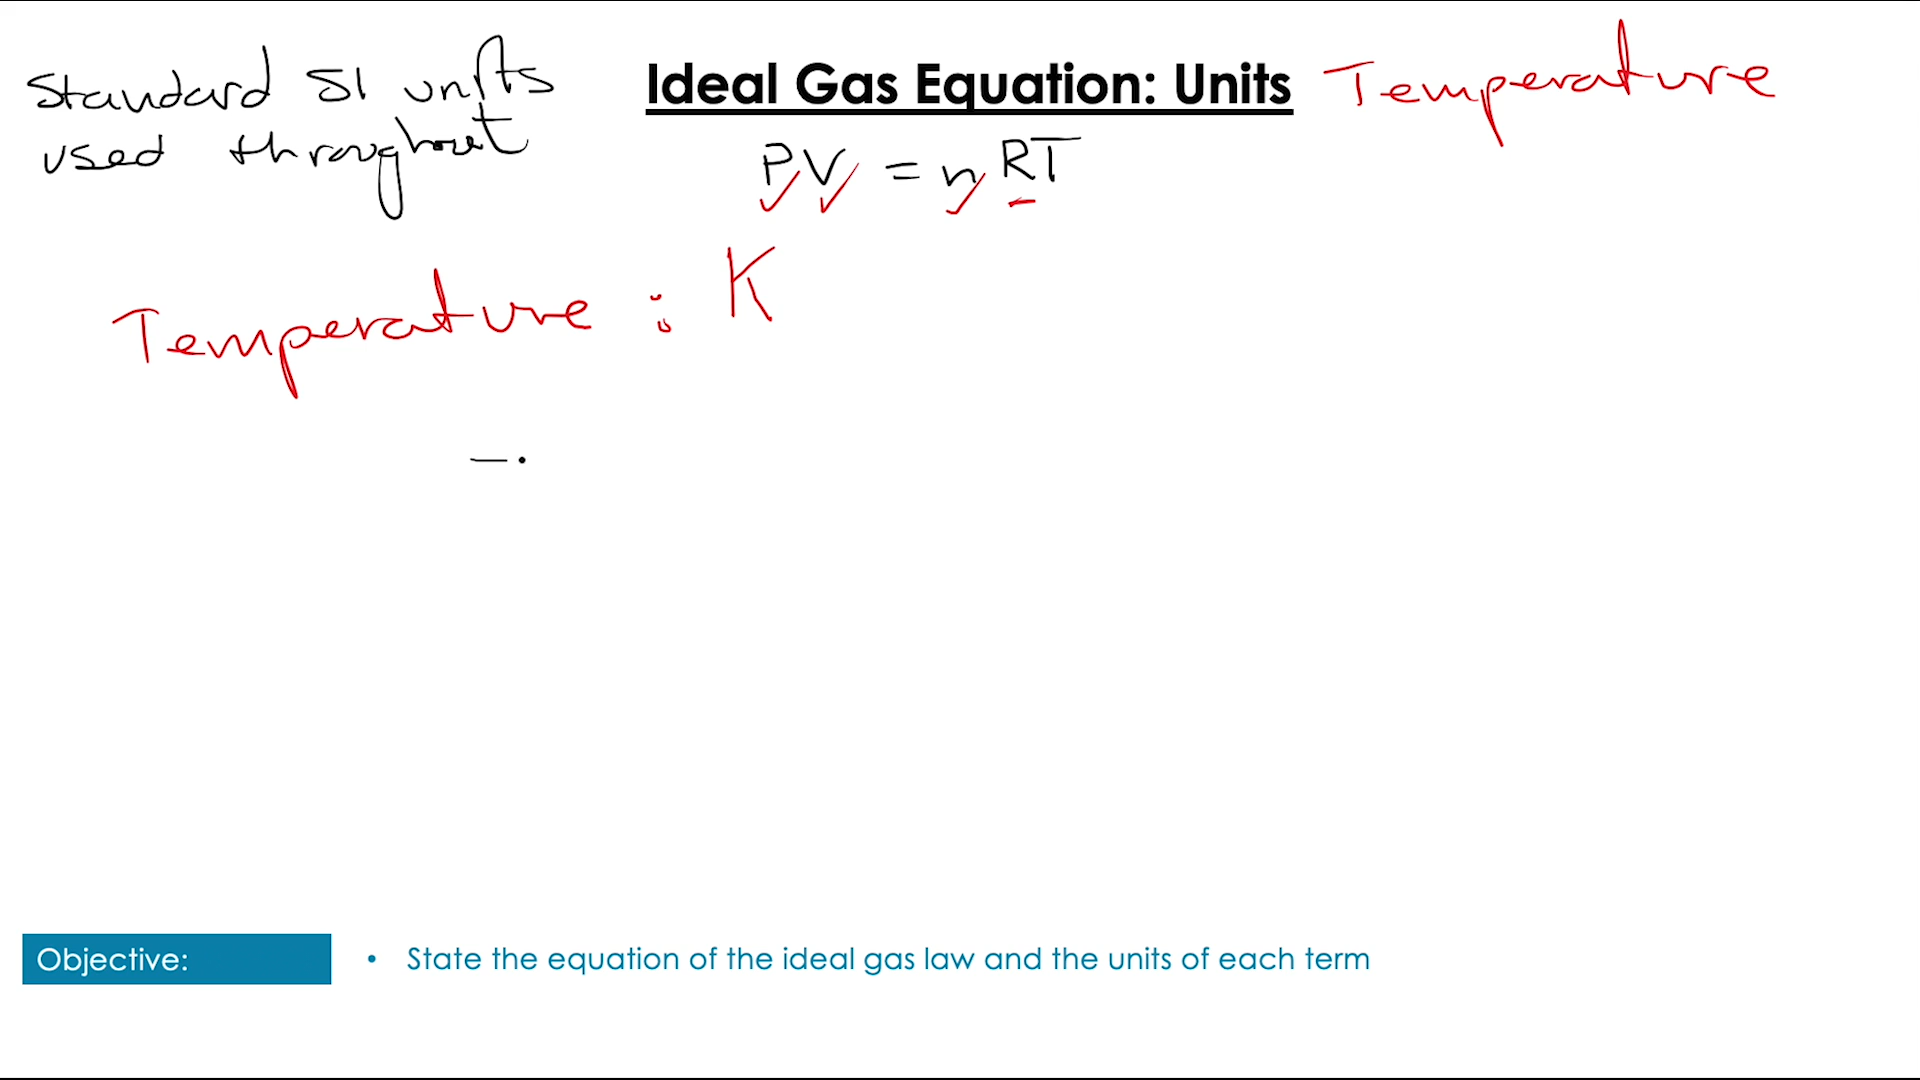 Standard SI units
used throughout
Ideal Gas Equation: Units
Temperature
PV = nRT
Temperature : K
Objective:
• State the equation of the ideal gas law and the units of each term